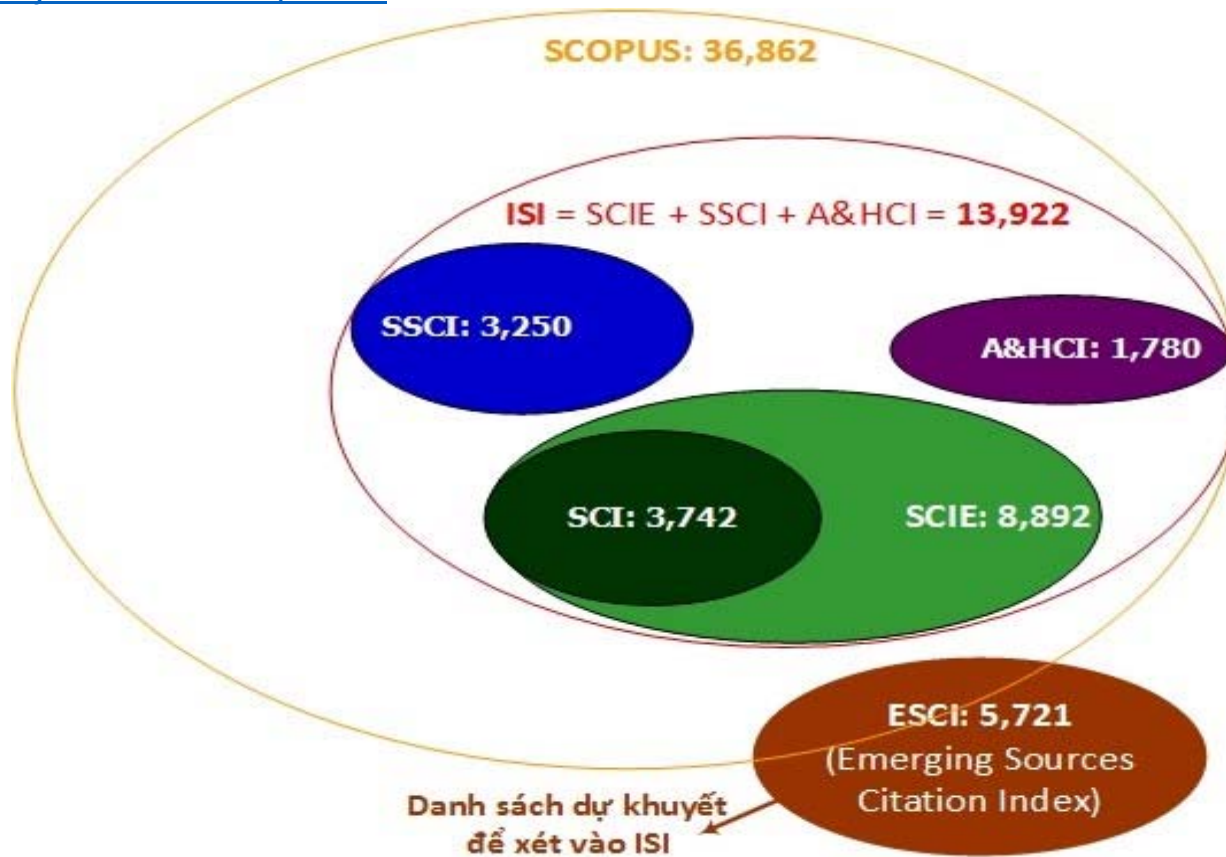 SCOPUS: 36,862
ISI = SCIE + SSCI + A&HCI = 13,922
SSCI: 3,250
A&HCI: 1,780
SCI: 3,742
SCIE: 8,892
ESCI: 5,721
(Emerging Sources
Citation Index)
Danh sách dự khuyết
để xét vào ISI